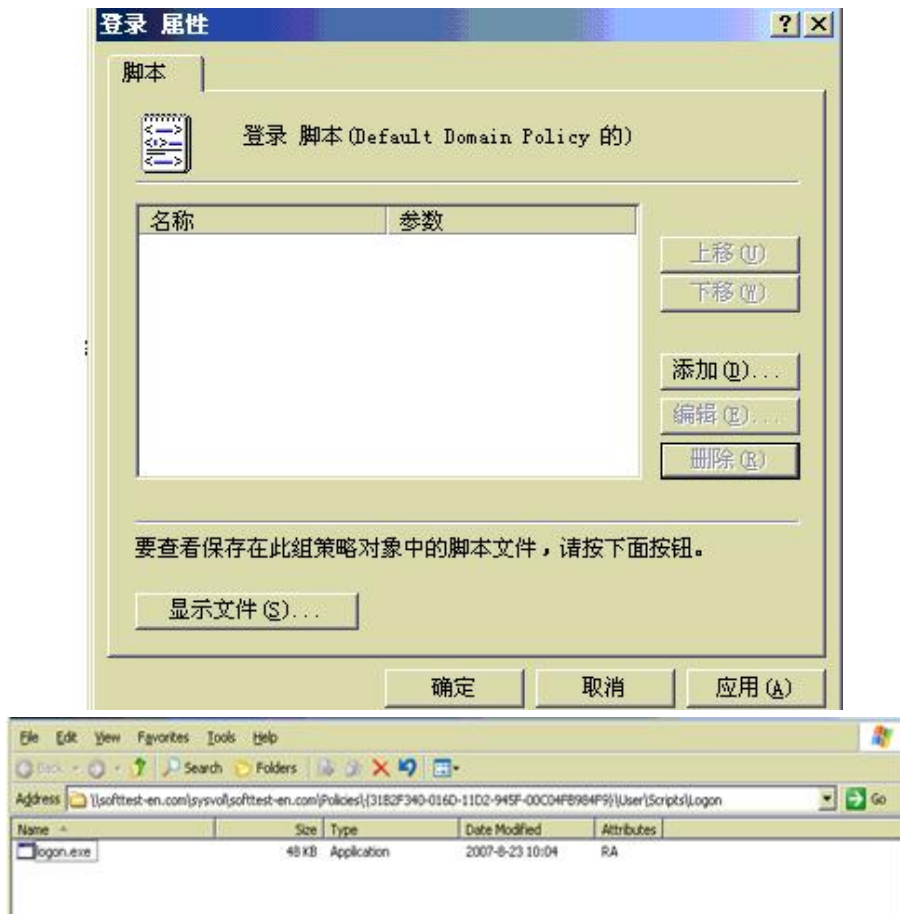 登录 属性
脚本
登录 脚本(Default Domain Policy 的)
名称 参数
上移(U)
下移(W)
添加(D)...
编辑(E)...
删除(R)
要查看保存在此组策略对象中的脚本文件，请按下面按钮。
显示文件(S)...
确定 取消 应用(A)
File Edit View Favorites Tools Help
Back Search Folders
Address \\softtest-en.com\sysvol\softtest-en.com\Policies\{31B2F340-016D-11D2-945F-00C04FB984F9}\User\Scripts\Logon Go
Name Size Type Date Modified Attributes
logon.exe 48 KB Application 2007-8-23 10:04 RA